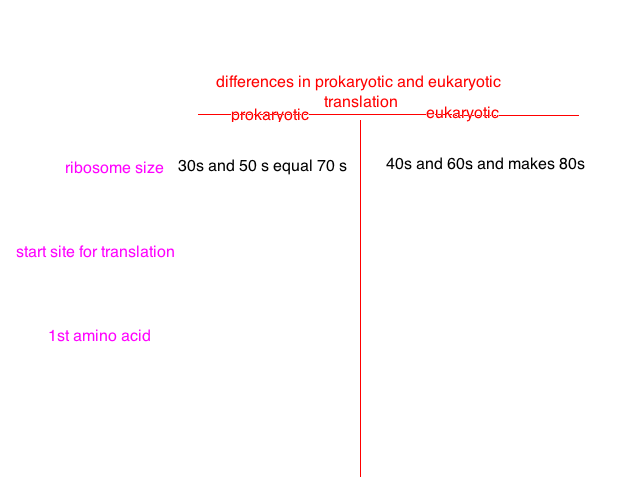 differences in prokaryotic and eukaryotic
translation
prokaryotic
eukaryotic
ribosome size
30s and 50 s equal 70 s
40s and 60s and makes 80s
start site for translation
1st amino acid